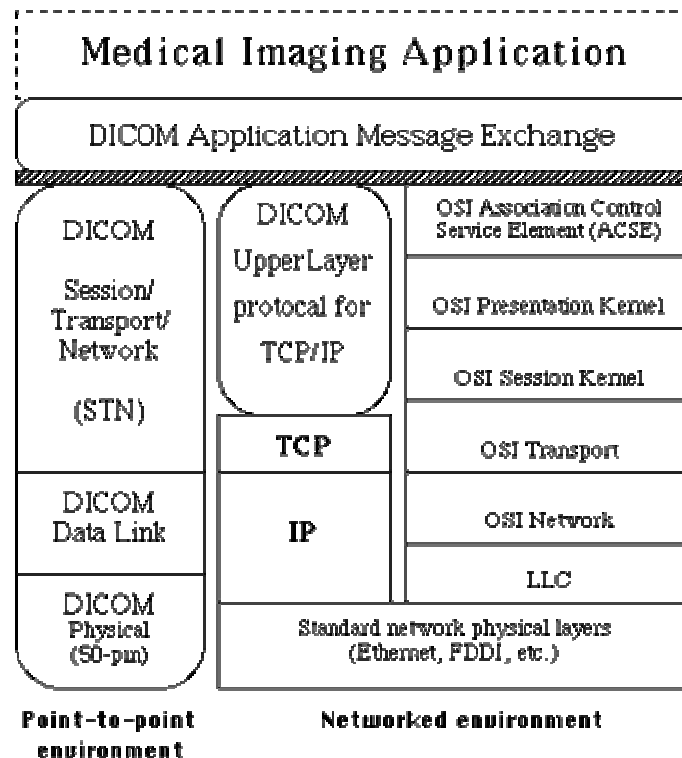 Medical Imaging Application
DICOM Application Message Exchange
DICOM
Session/
Transport/
Network
(STN)
DICOM
Data Link
DICOM
Physical
(50-pin)
Point-to-point
environment
DICOM
Upper Layer
protocal for
TCP/IP
TCP
IP
OSI Association Control
Service Element (ACSE)
OSI Presentation Kernel
OSI Session Kernel
OSI Transport
OSI Network
LLC
Standard network physical layers
(Ethernet, FDDI, etc.)
Networked environment